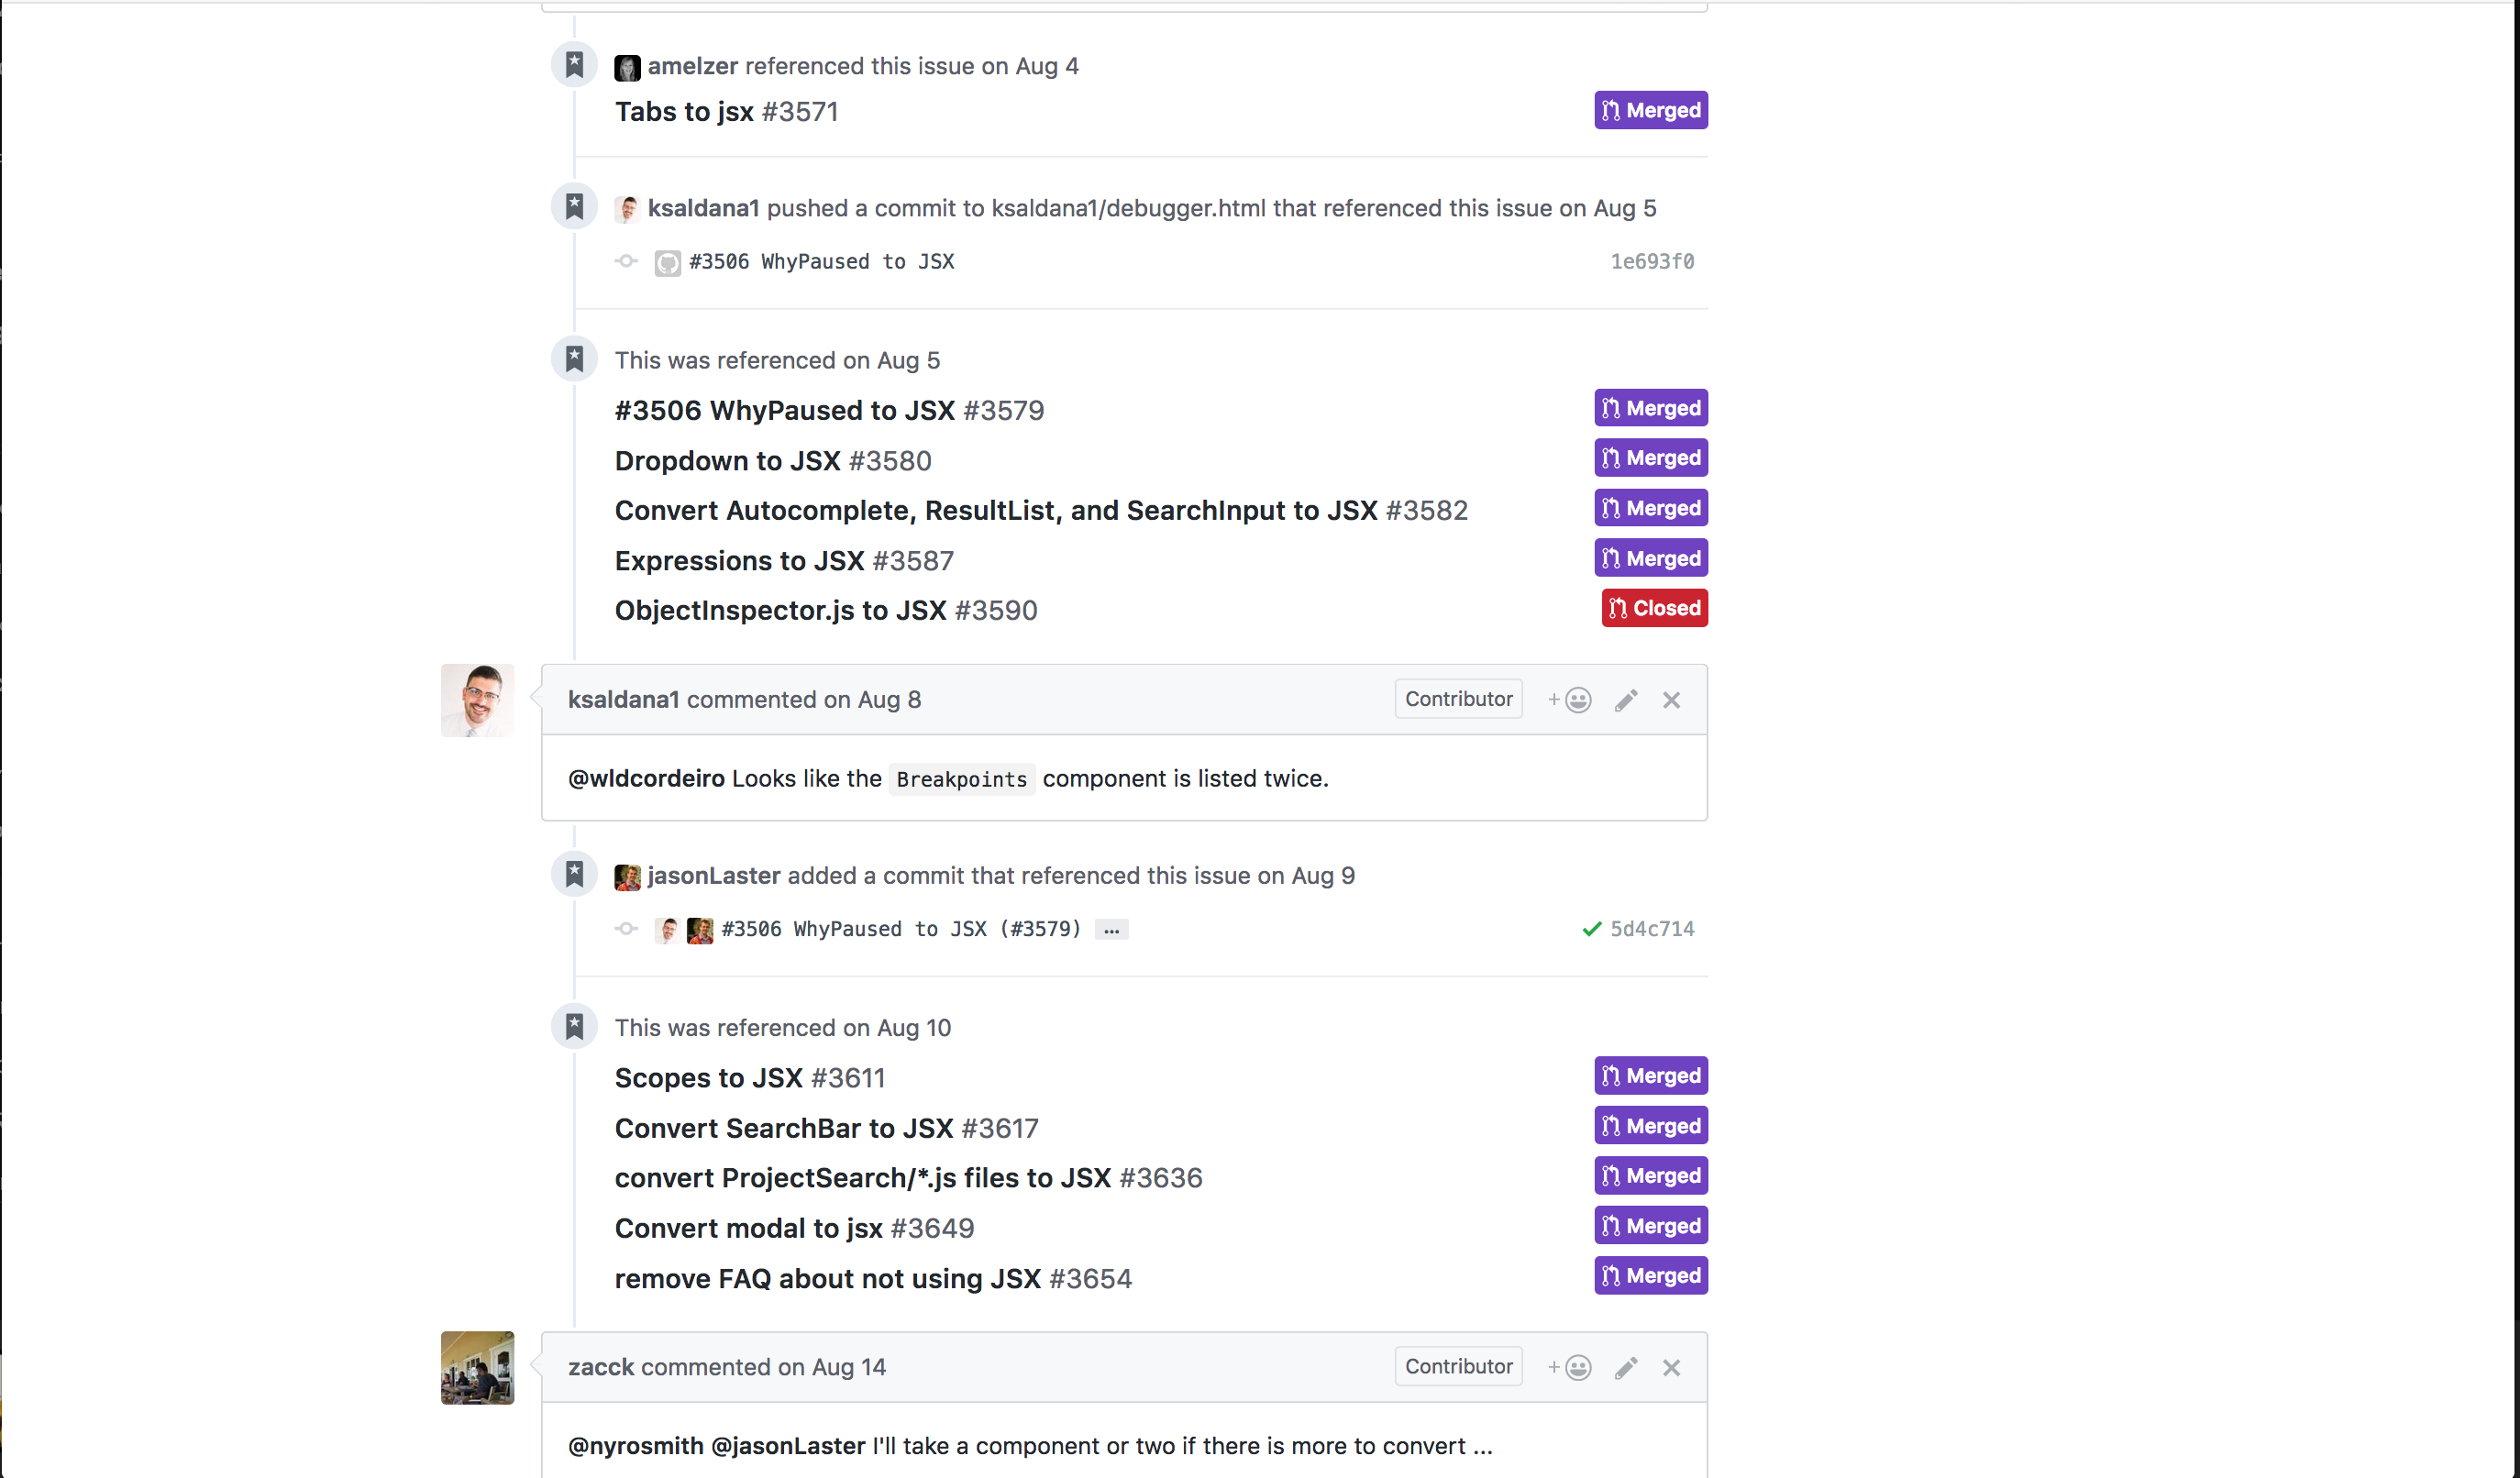 amelzer referenced this issue on Aug 4
Tabs to jsx #3571
Merged
ksaldana1 pushed a commit to ksaldana1/debugger.html that referenced this issue on Aug 5
#3506 WhyPaused to JSX
1e693f0
This was referenced on Aug 5
#3506 WhyPaused to JSX #3579
Merged
Dropdown to JSX #3580
Merged
Convert Autocomplete, ResultList, and SearchInput to JSX #3582
Merged
Expressions to JSX #3587
Merged
ObjectInspector.js to JSX #3590
Closed
ksaldana1 commented on Aug 8
Contributor
@wldcordeiro Looks like the Breakpoints component is listed twice.
jasonLaster added a commit that referenced this issue on Aug 9
#3506 WhyPaused to JSX (#3579) …
5d4c714
This was referenced on Aug 10
Scopes to JSX #3611
Merged
Convert SearchBar to JSX #3617
Merged
convert ProjectSearch/*.js files to JSX #3636
Merged
Convert modal to jsx #3649
Merged
remove FAQ about not using JSX #3654
Merged
zacck commented on Aug 14
Contributor
@nyrosmith @jasonLaster I'll take a component or two if there is more to convert ...